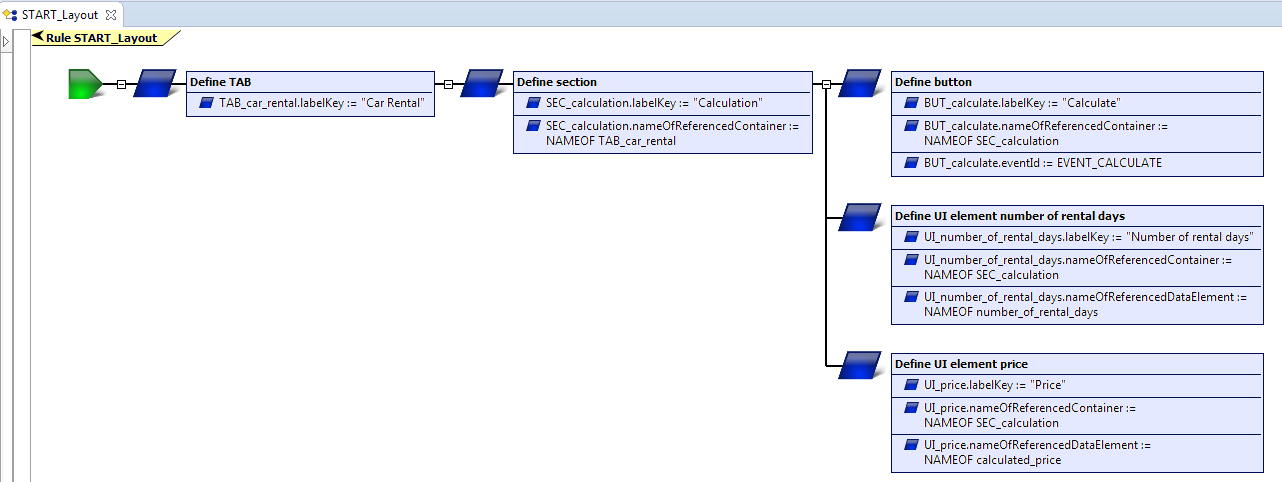 START_Layout
Rule START_Layout
Define TAB
TAB_car_rental.labelKey := "Car Rental"
Define section
SEC_calculation.labelKey := "Calculation"
SEC_calculation.nameOfReferencedContainer :=
NAMEOF TAB_car_rental
Define button
BUT_calculate.labelKey := "Calculate"
BUT_calculate.nameOfReferencedContainer :=
NAMEOF SEC_calculation
BUT_calculate.eventId := EVENT_CALCULATE
Define UI element number of rental days
UI_number_of_rental_days.labelKey := "Number of rental days"
UI_number_of_rental_days.nameOfReferencedContainer :=
NAMEOF SEC_calculation
UI_number_of_rental_days.nameOfReferencedDataElement :=
NAMEOF number_of_rental_days
Define UI element price
UI_price.labelKey := "Price"
UI_price.nameOfReferencedContainer :=
NAMEOF SEC_calculation
UI_price.nameOfReferencedDataElement :=
NAMEOF calculated_price